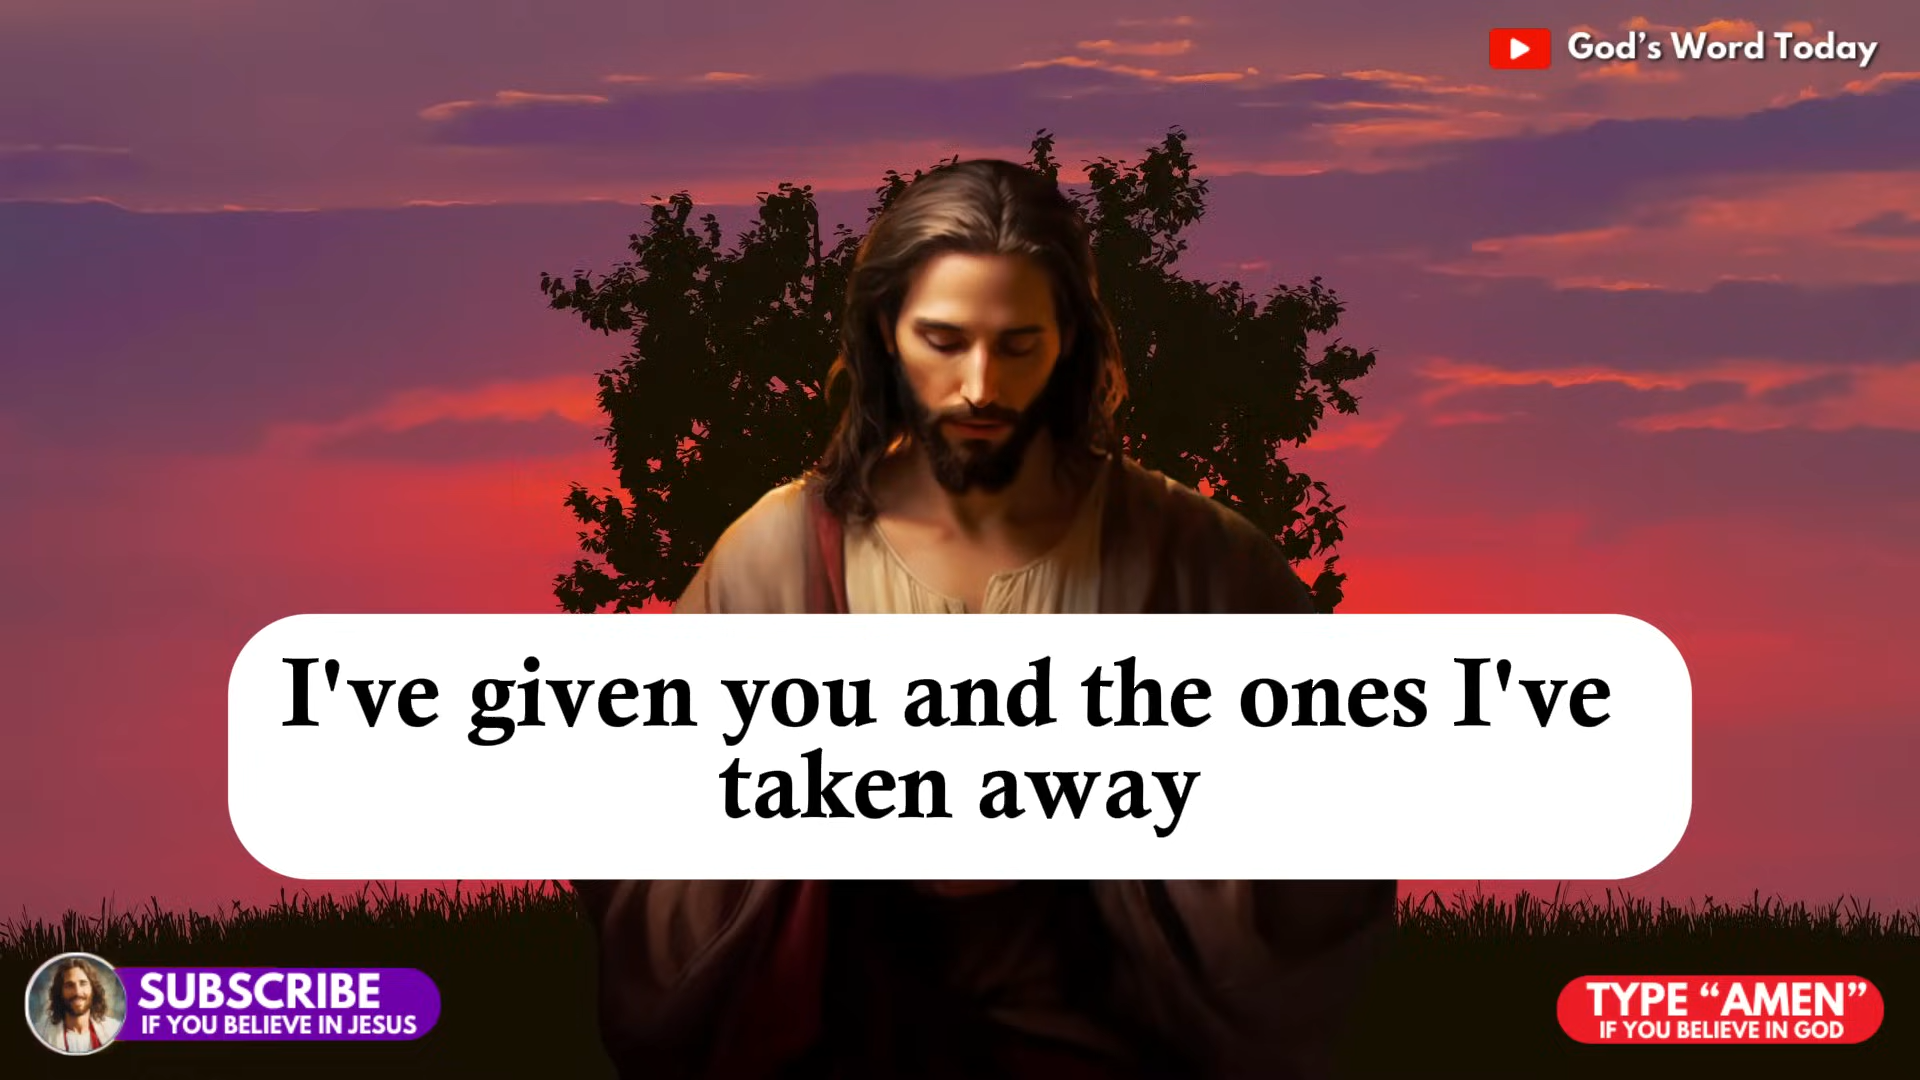 God’s Word Today
I've given you and the ones I've
taken away
SUBSCRIBE
IF YOU BELIEVE IN JESUS
TYPE “AMEN”
IF YOU BELIEVE IN GOD